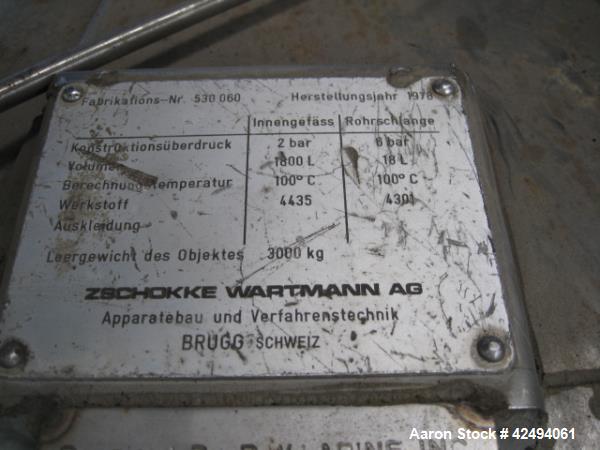 Fabrikations-Nr. 530 060 Herstellungsjahr 1978
Innengefäss Rohrschlange
Konstruktionsüberdruck 2 bar 6 bar
Volumen 1800 L 18 L
Berechnungstemperatur 100° C 100° C
Werkstoff 4435 4301
Auskleidung
Leergewicht des Objektes 3000 kg
ZSCHOKKE WARTMANN AG
Apparatebau und Verfahrenstechnik
BRUGG SCHWEIZ
Aaron Stock # 42494061